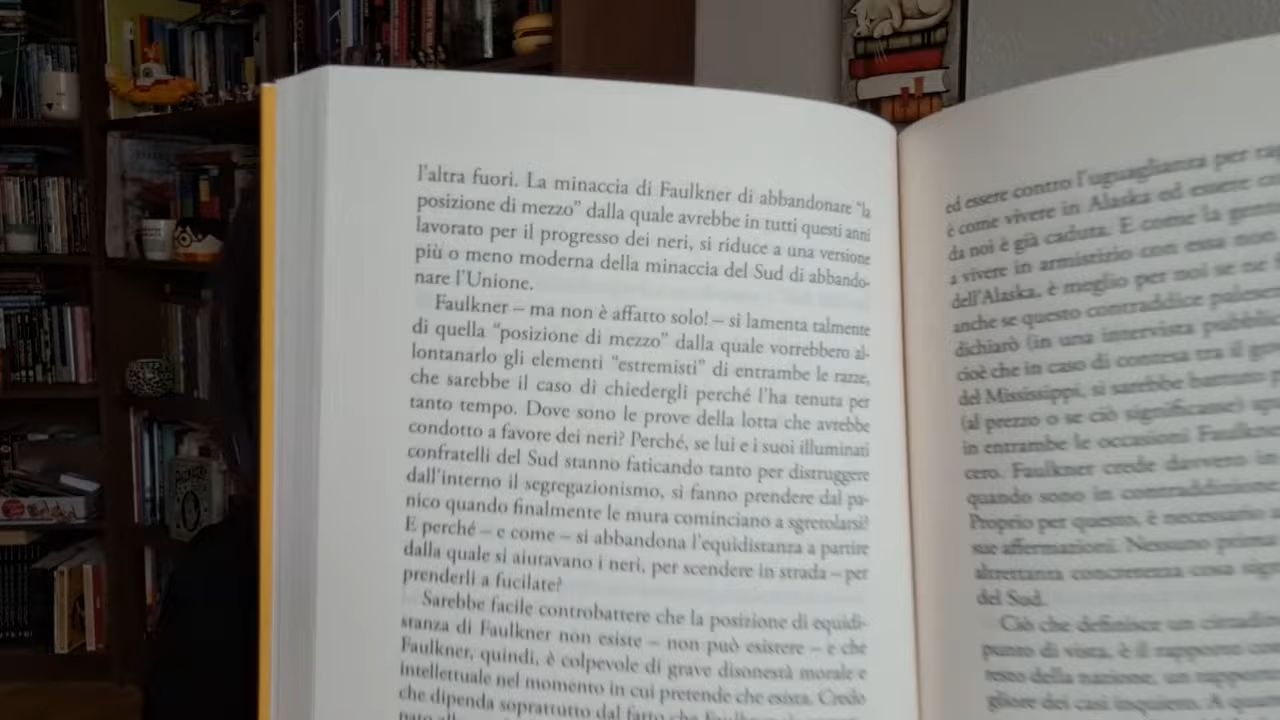 l'altra fuori. La minaccia di Faulkner di abbandonare “la
posizione di mezzo” dalla quale avrebbe in tutti questi anni
lavorato per il progresso dei neri, si riduce a una versione
più o meno moderna della minaccia del Sud di abbando-
nare l'Unione.
Faulkner – ma non è affatto solo! – si lamenta talmente
di quella “posizione di mezzo” dalla quale vorrebbero al-
lontanarlo gli elementi “estremisti” di entrambe le razze,
che sarebbe il caso di chiedergli perché l'ha tenuta per
tanto tempo. Dove sono le prove della lotta che avrebbe
condotto a favore dei neri? Perché, se lui e i suoi illuminati
confratelli del Sud stanno faticando tanto per distruggere
dall'interno il segregazionismo, si fanno prendere dal pa-
nico quando finalmente le mura cominciano a sgretolarsi?
E perché – e come – si abbandona l'equidistanza a partire
dalla quale si aiutavano i neri, per scendere in strada – per
prenderli a fucilate?
Sarebbe facile controbattere che la posizione di equidi-
stanza di Faulkner non esiste – non può esistere – e che
Faulkner, quindi, è colpevole di grave disonestà morale e
intellettuale nel momento in cui pretende che esista. Credo
che dipenda soprattutto dal fatto che Faulkner
ed essere contro l'uguaglianza per
è come vivere in Alaska ed essere
da noi è già caduta. E come la
a vivere in armistizio con essa non
dell'Alaska, è meglio per noi se ne
anche se questo contraddice
dichiarò (in una intervista
cioè che in caso di contesa tra il
del Mississippi, si sarebbe battuto
(al prezzo o se ciò significasse)
in entrambe le occasioni
cero. Faulkner crede davvero in
quando sono in contraddizione
Proprio per questo, è necessario
sue affermazioni. Nessuno prima
altrettanta concretezza cosa
del Sud.
Ciò che definisce un
punto di vista, è il rapporto
resto della nazione, un
gliore dei casi inquieto. A